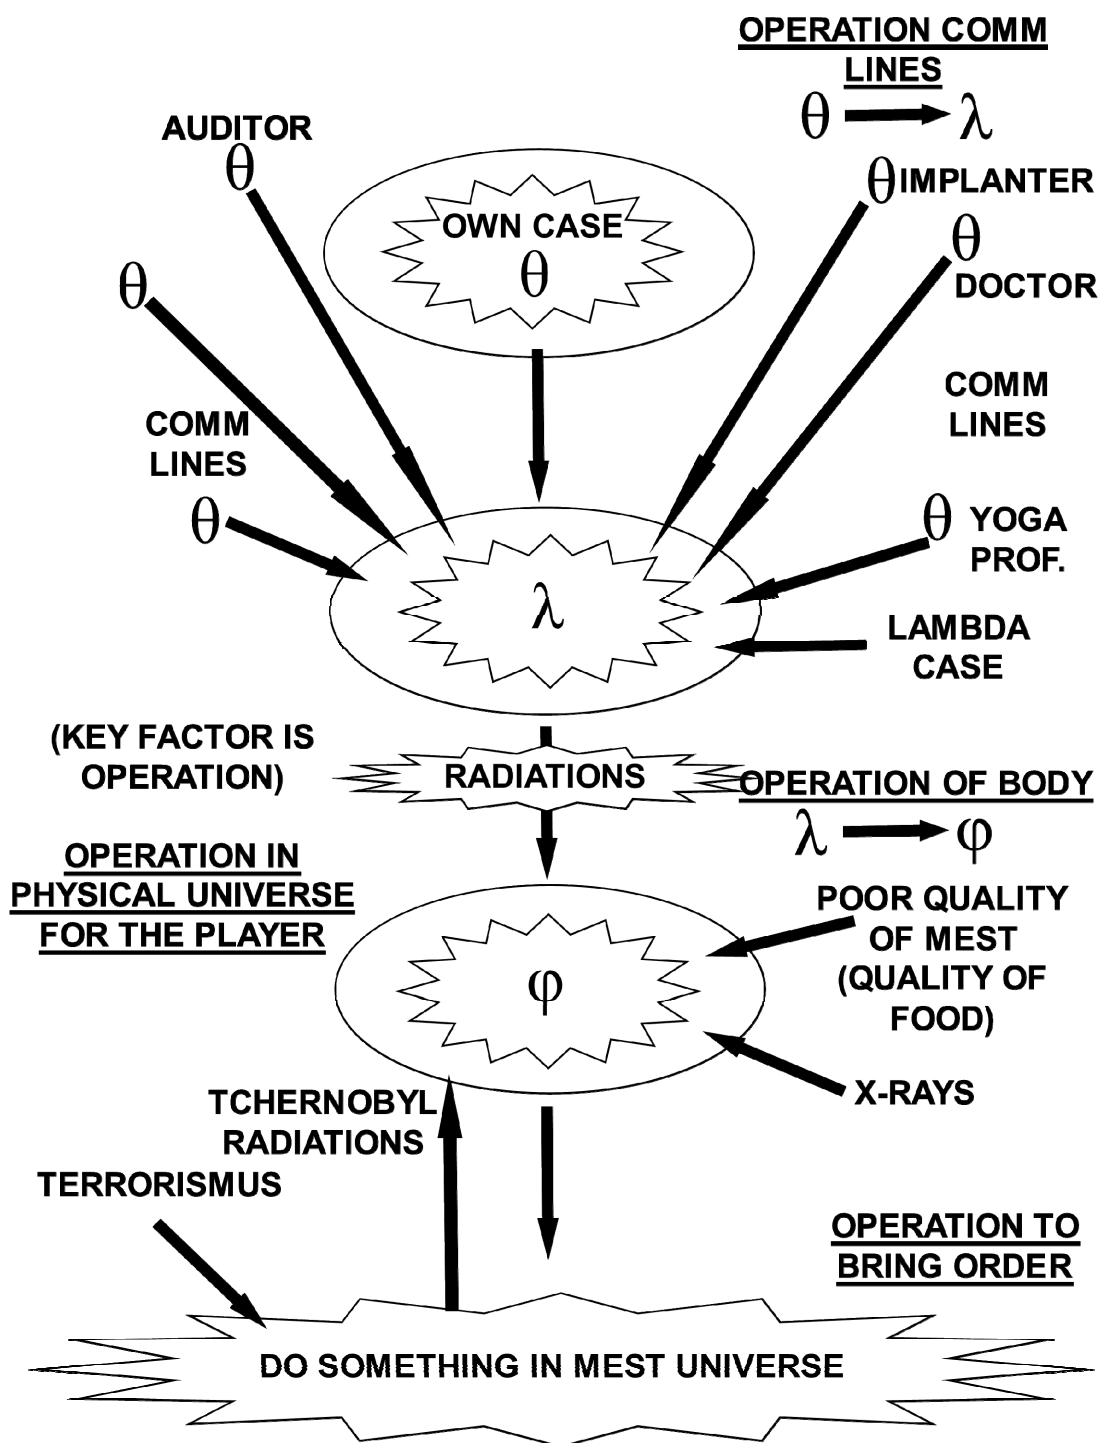 OPERATION COMM
LINES
θ λ
AUDITOR
θ
θ IMPLANTER
OWN CASE
θ
θ
DOCTOR
θ
COMM
LINES
COMM
LINES
θ
θ YOGA
PROF.
λ
LAMBDA
CASE
(KEY FACTOR IS
OPERATION)
RADIATIONS
OPERATION OF BODY
λ φ
OPERATION IN
PHYSICAL UNIVERSE
FOR THE PLAYER
POOR QUALITY
OF MEST
(QUALITY OF
FOOD)
φ
X-RAYS
TCHERNOBYL
RADIATIONS
TERRORISMUS
OPERATION TO
BRING ORDER
DO SOMETHING IN MEST UNIVERSE